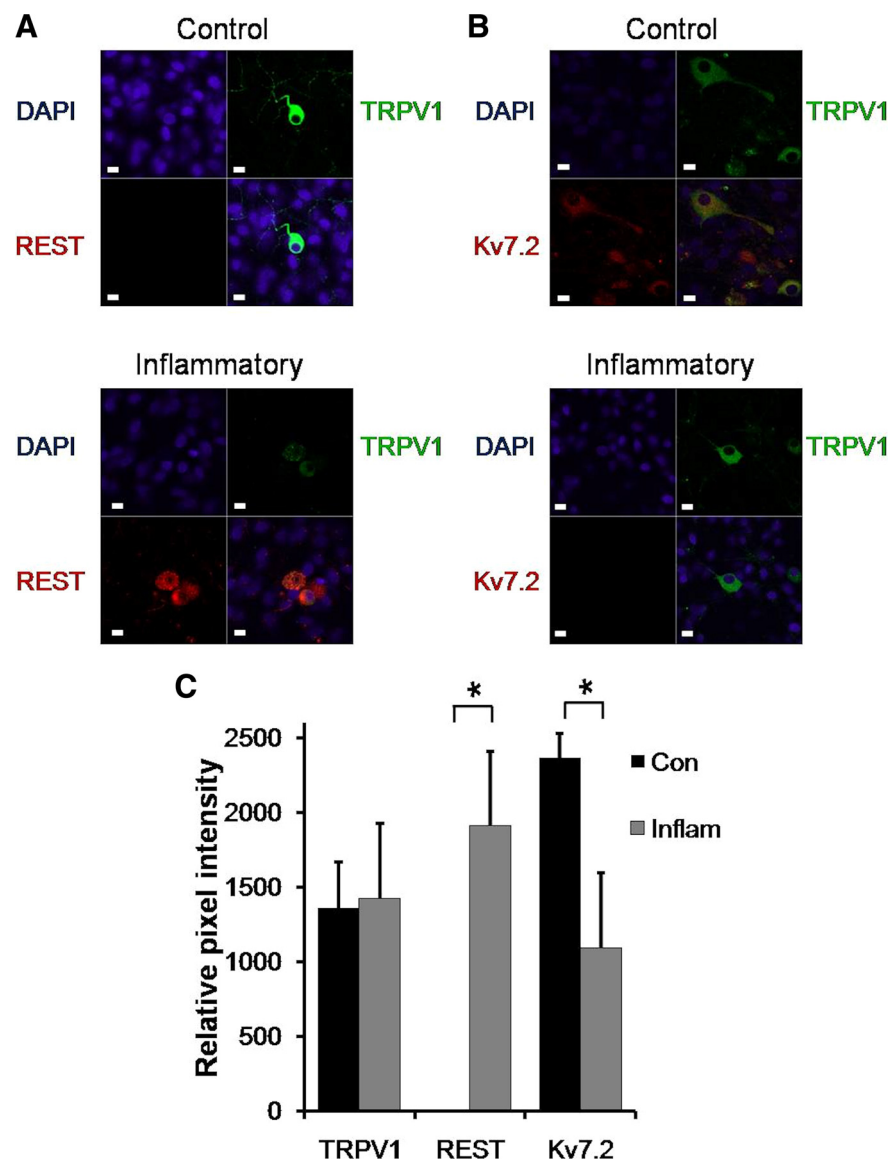 A
Control
DAPI
TRPV1
REST
Inflammatory
DAPI
TRPV1
REST
B
Control
DAPI
TRPV1
Kv7.2
Inflammatory
DAPI
TRPV1
Kv7.2
C
* *
Relative pixel intensity
2500
2000
1500
1000
500
0
Con
Inflam
TRPV1 REST Kv7.2